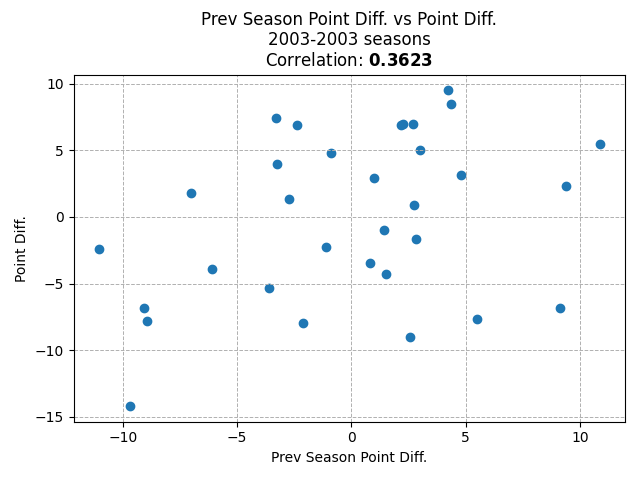 Prev Season Point Diff. vs Point Diff.
2003-2003 seasons
Correlation: 0.3623
10
5
0
−5
−10
−15
Point Diff.
−10 −5 0 5 10
Prev Season Point Diff.